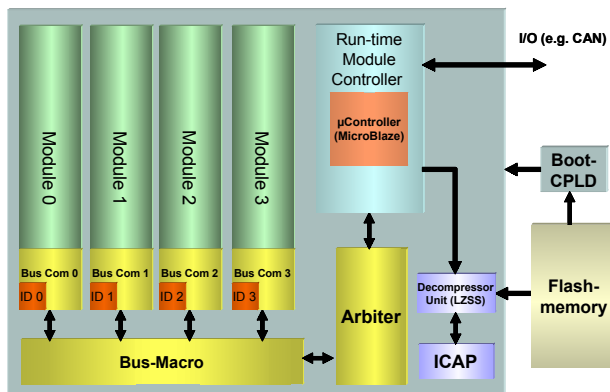 Module 0
Module 1
Module 2
Module 3
Run-time
Module
Controller
µController
(MicroBlaze)
I/O (e.g. CAN)
Boot-
CPLD
Bus Com 0
Bus Com 1
Bus Com 2
Bus Com 3
ID 0
ID 1
ID 2
ID 3
Bus-Macro
Arbiter
Decompressor
Unit (LZSS)
ICAP
Flash-
memory